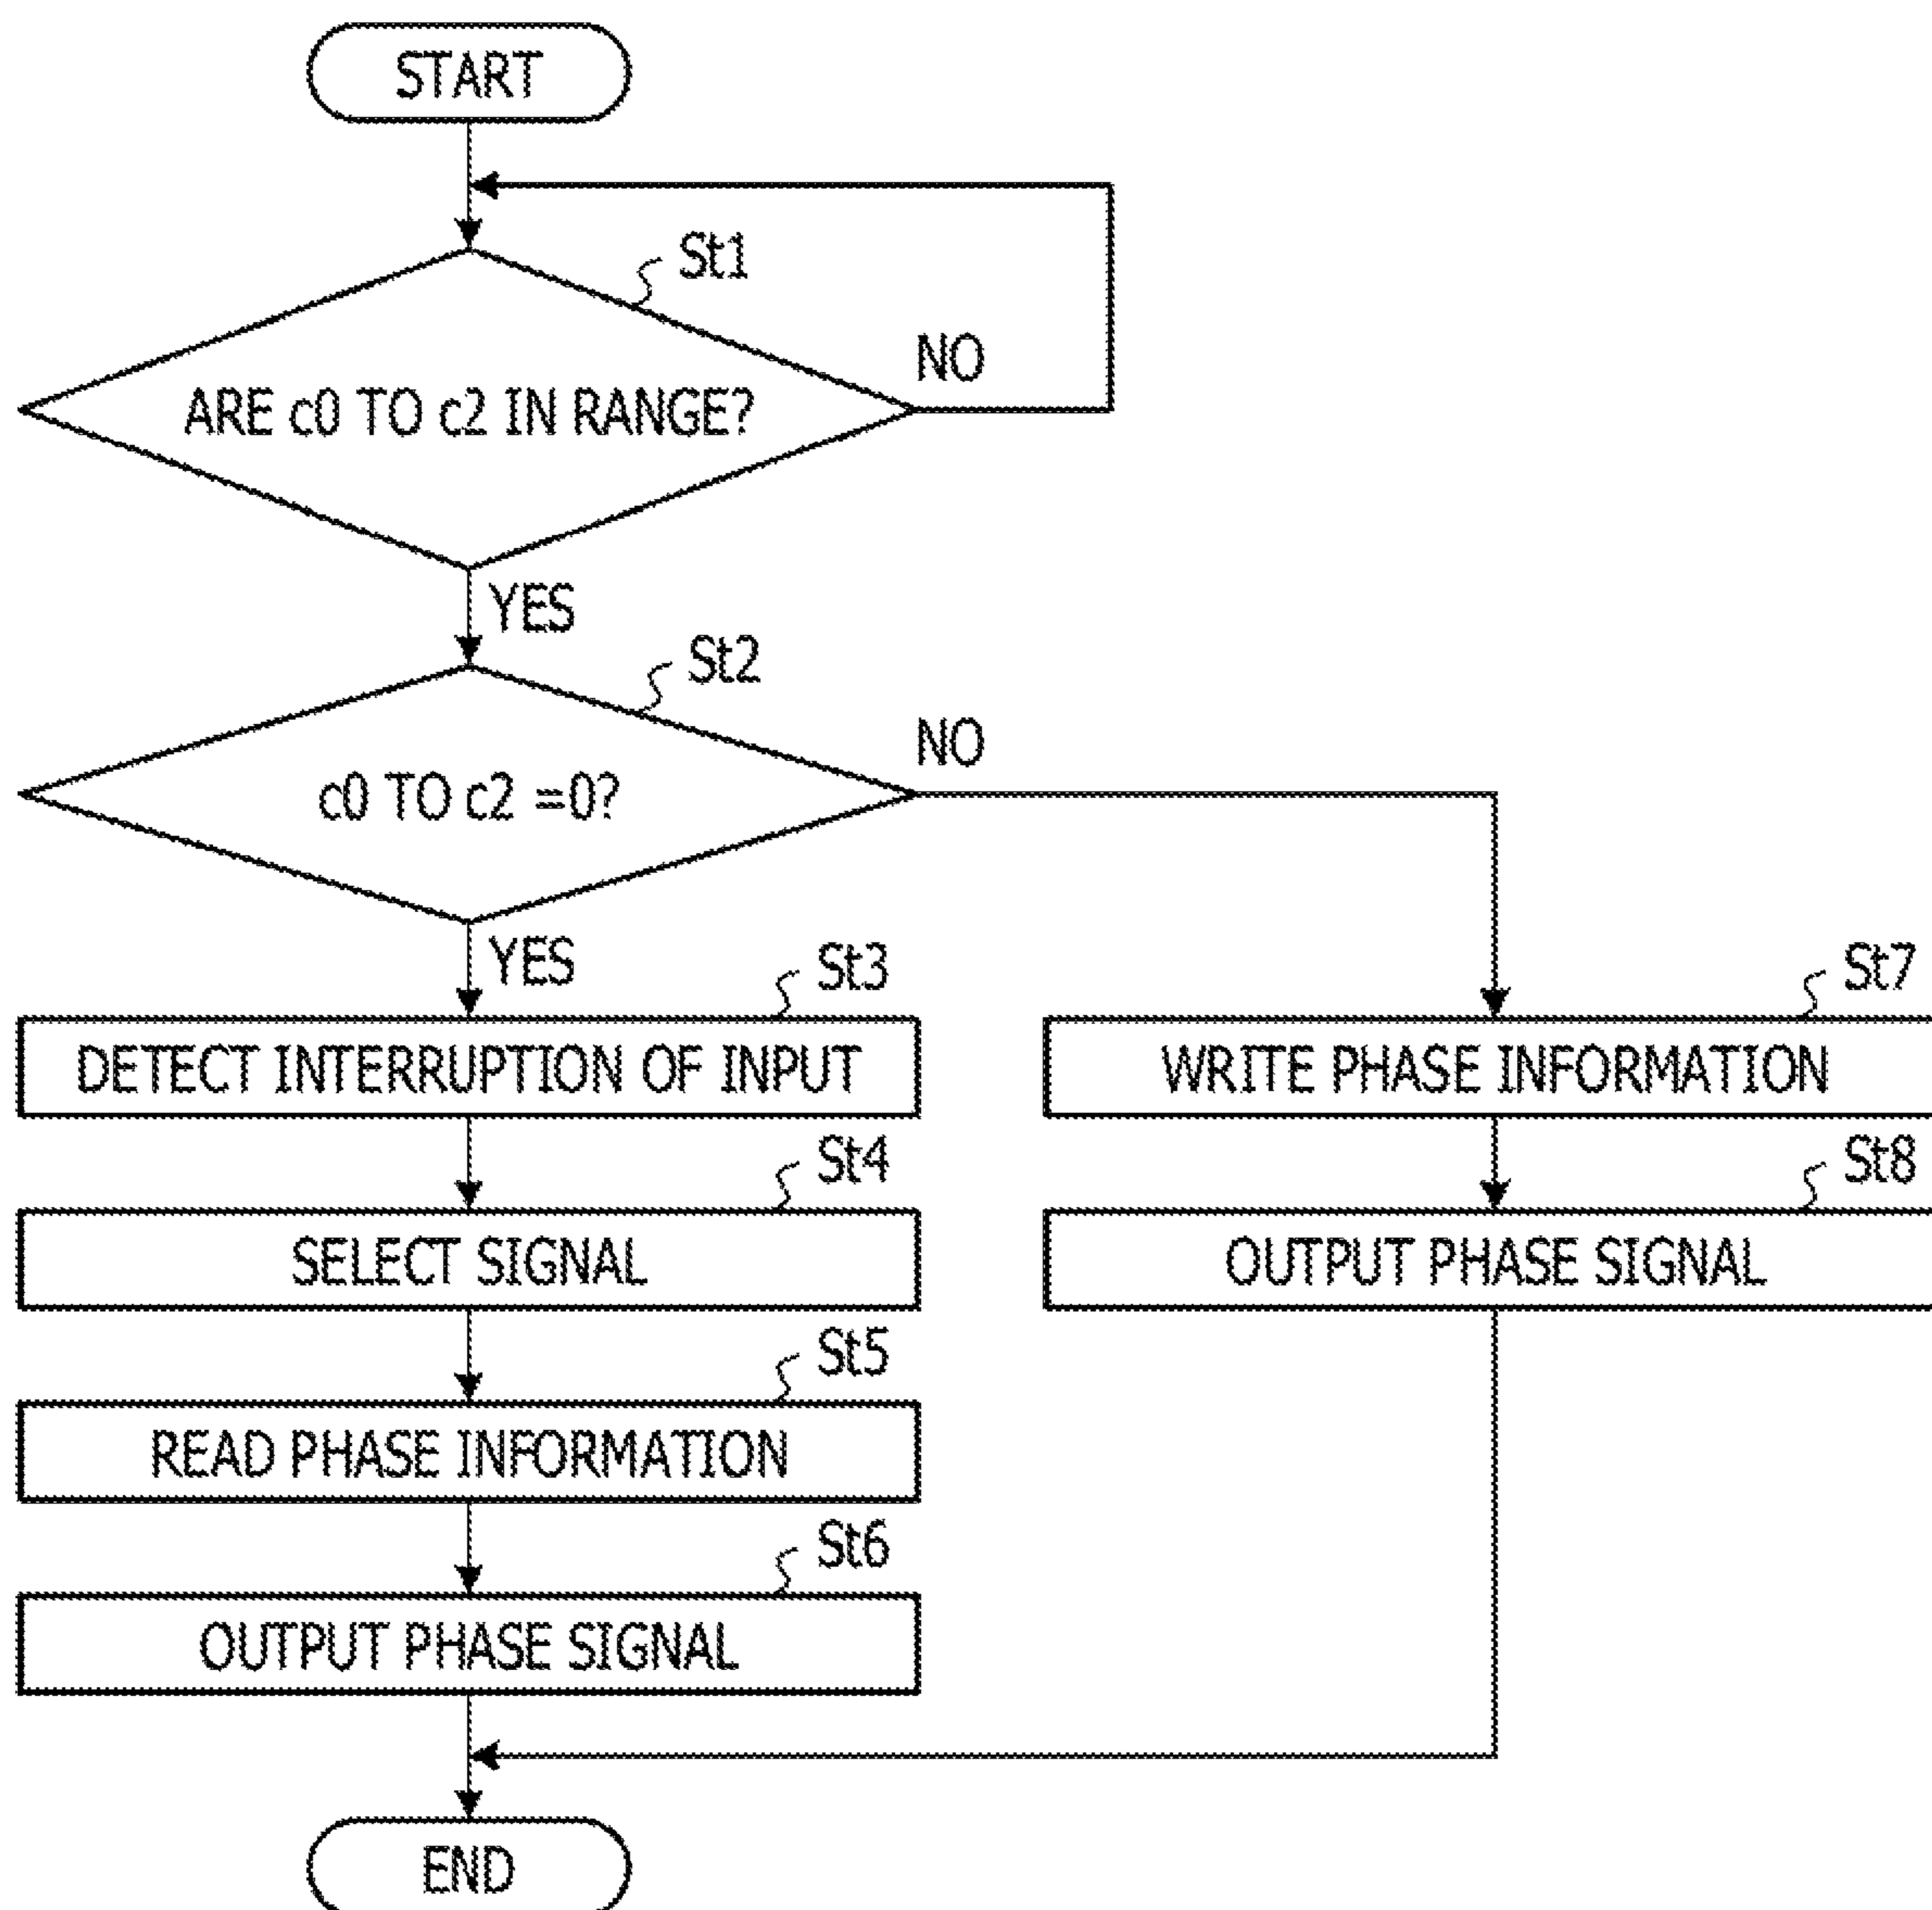 START
St1
NO
ARE c0 TO c2 IN RANGE?
YES
St2
NO
c0 TO c2 =0?
YES
St3
DETECT INTERRUPTION OF INPUT
St7
WRITE PHASE INFORMATION
St4
SELECT SIGNAL
St8
OUTPUT PHASE SIGNAL
St5
READ PHASE INFORMATION
St6
OUTPUT PHASE SIGNAL
END